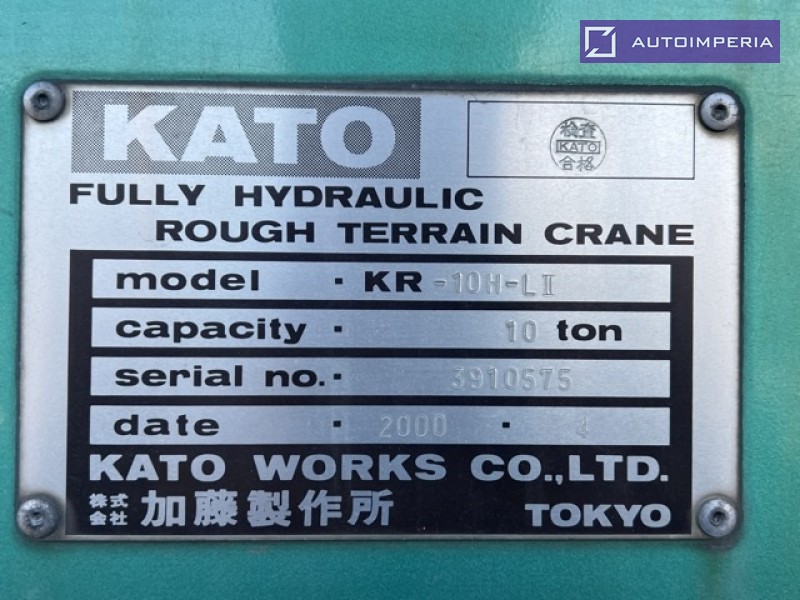 AUTOIMPERIA
KATO
検査
KATO
合格
FULLY HYDRAULIC
ROUGH TERRAIN CRANE
model · KR -10H-LII
capacity · 10 ton
serial no. · 3910575
date · 2000 · 4
KATO WORKS CO.,LTD.
株式会社 加藤製作所 TOKYO